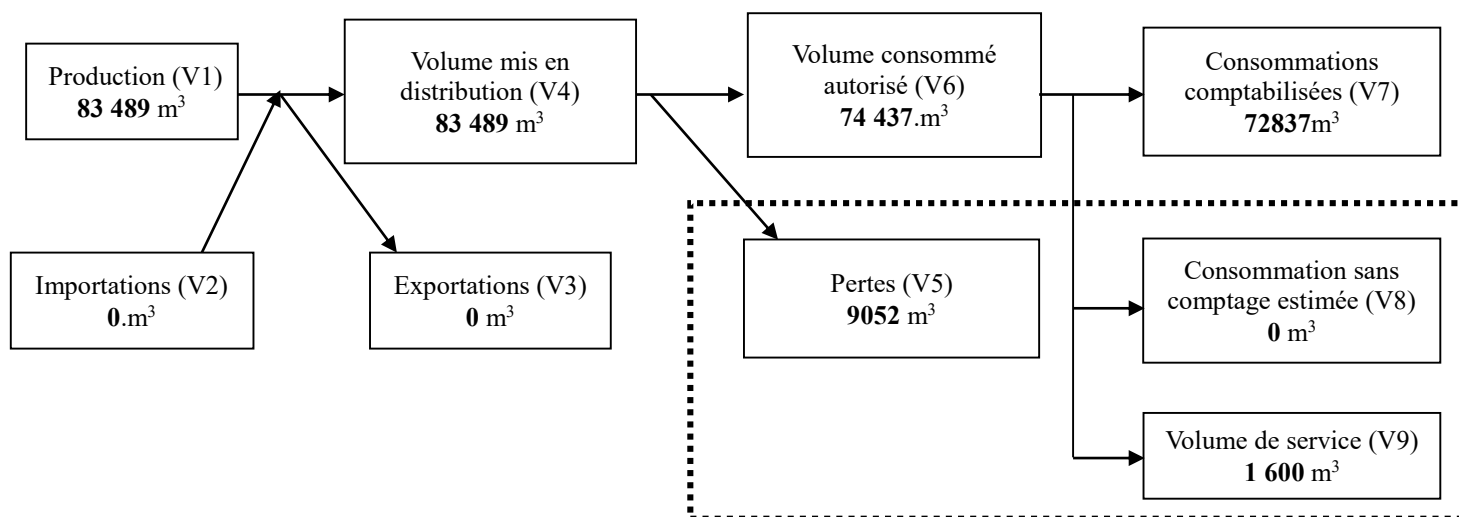 Production (V1)
83 489 m³
Volume mis en
distribution (V4)
83 489 m³
Volume consommé
autorisé (V6)
74 437.m³
Consommations
comptabilisées (V7)
72837m³
Importations (V2)
0.m³
Exportations (V3)
0 m³
Pertes (V5)
9052 m³
Consommation sans
comptage estimée (V8)
0 m³
Volume de service (V9)
1 600 m³